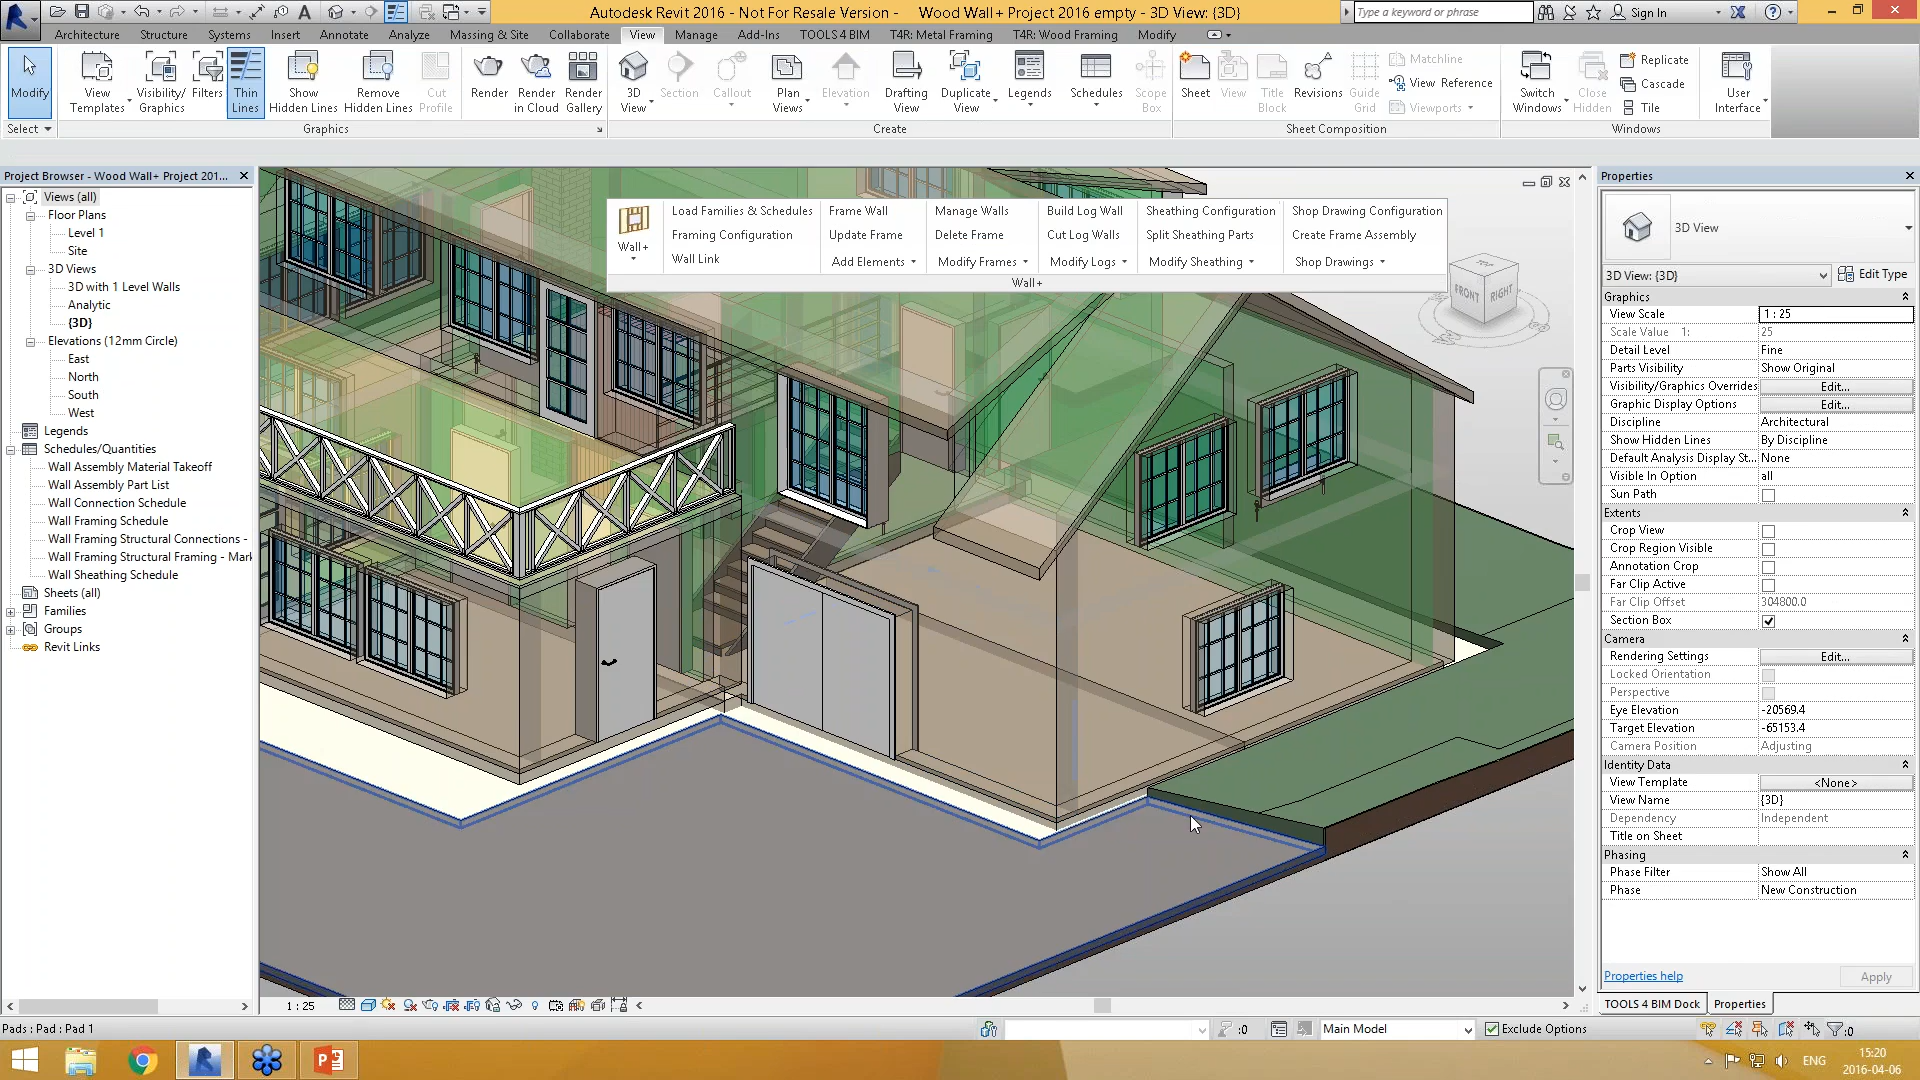 Autodesk Revit 2016 - Not For Resale Version -    Wood Wall+ Project 2016 empty - 3D View: {3D}
Type a keyword or phrase
Sign In
Architecture Structure Systems Insert Annotate Analyze Massing & Site Collaborate View Manage Add-Ins TOOLS 4 BIM T4R: Metal Framing T4R: Wood Framing Modify
Modify
View Templates
Visibility/ Graphics
Filters
Thin Lines
Show Hidden Lines
Remove Hidden Lines
Cut Profile
Render
Render in Cloud
Render Gallery
3D View
Section
Callout
Plan Views
Elevation
Drafting View
Duplicate View
Legends
Schedules
Scope Box
Sheet
View
Title Block
Revisions
Guide Grid
Matchline
View Reference
Viewports
Switch Windows
Close Hidden
Replicate
Cascade
Tile
User Interface
Select
Graphics
Create
Sheet Composition
Windows
Project Browser - Wood Wall+ Project 201...
Views (all)
Floor Plans
Level 1
Site
3D Views
3D with 1 Level Walls
Analytic
{3D}
Elevations (12mm Circle)
East
North
South
West
Legends
Schedules/Quantities
Wall Assembly Material Takeoff
Wall Assembly Part List
Wall Connection Schedule
Wall Framing Schedule
Wall Framing Structural Connections -
Wall Framing Structural Framing - Mark
Wall Sheathing Schedule
Sheets (all)
Families
Groups
Revit Links
Wall+
Load Families & Schedules
Framing Configuration
Wall Link
Frame Wall
Update Frame
Add Elements
Manage Walls
Delete Frame
Modify Frames
Build Log Wall
Cut Log Walls
Modify Logs
Sheathing Configuration
Split Sheathing Parts
Modify Sheathing
Shop Drawing Configuration
Create Frame Assembly
Shop Drawings
Wall+
TOP
FRONT
RIGHT
Properties
3D View
3D View: {3D}
Edit Type
Graphics
View Scale 1 : 25
Scale Value 1: 25
Detail Level Fine
Parts Visibility Show Original
Visibility/Graphics Overrides Edit...
Graphic Display Options Edit...
Discipline Architectural
Show Hidden Lines By Discipline
Default Analysis Display St... None
Visible In Option all
Sun Path
Extents
Crop View
Crop Region Visible
Annotation Crop
Far Clip Active
Far Clip Offset 304800.0
Section Box
Camera
Rendering Settings Edit...
Locked Orientation
Perspective
Eye Elevation -20569.4
Target Elevation -65153.4
Camera Position Adjusting
Identity Data
View Template <None>
View Name {3D}
Dependency Independent
Title on Sheet
Phasing
Phase Filter Show All
Phase New Construction
Properties help
Apply
TOOLS 4 BIM Dock
Properties
1 : 25
Pads : Pad : Pad 1
:0
Main Model
Exclude Options
:0
ENG
15:20
2016-04-06